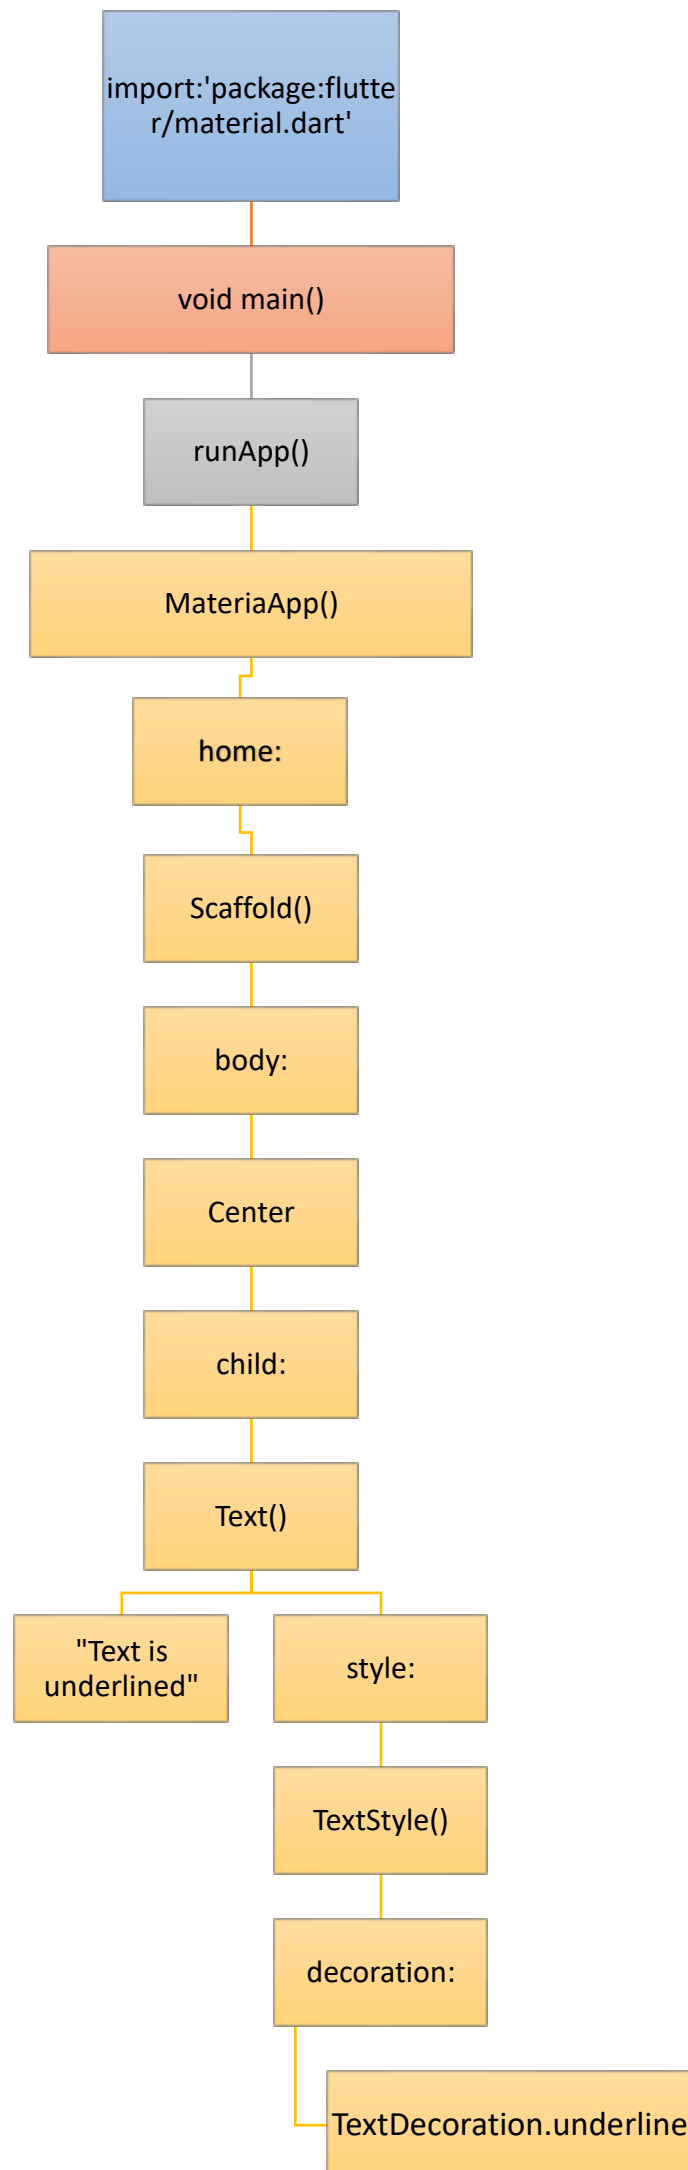 import:'package:flutte
r/material.dart'
void main()
runApp()
MateriaApp()
home:
Scaffold()
body:
Center
child:
Text()
"Text is
underlined"
style:
TextStyle()
decoration:
TextDecoration.underline